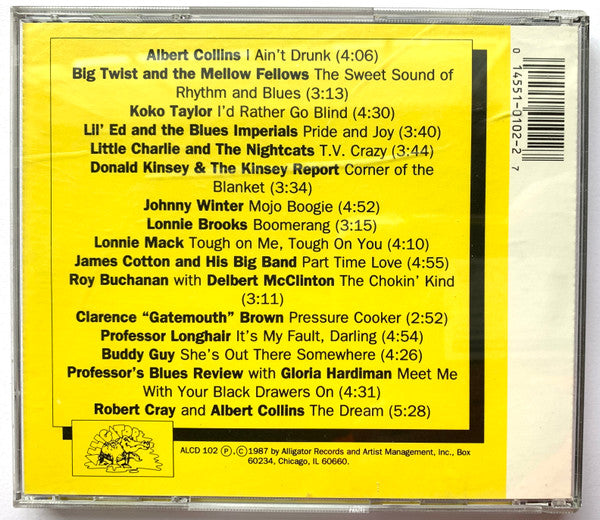 Albert Collins I Ain't Drunk (4:06)
Big Twist and the Mellow Fellows The Sweet Sound of
Rhythm and Blues (3:13)
Koko Taylor I'd Rather Go Blind (4:30)
Lil' Ed and the Blues Imperials Pride and Joy (3:40)
Little Charlie and The Nightcats T.V. Crazy (3:44)
Donald Kinsey & The Kinsey Report Corner of the
Blanket (3:34)
Johnny Winter Mojo Boogie (4:52)
Lonnie Brooks Boomerang (3:15)
Lonnie Mack Tough on Me, Tough On You (4:10)
James Cotton and His Big Band Part Time Love (4:55)
Roy Buchanan with Delbert McClinton The Chokin' Kind
(3:11)
Clarence "Gatemouth" Brown Pressure Cooker (2:52)
Professor Longhair It's My Fault, Darling (4:54)
Buddy Guy She's Out There Somewhere (4:26)
Professor's Blues Review with Gloria Hardiman Meet Me
With Your Black Drawers On (4:31)
Robert Cray and Albert Collins The Dream (5:28)
ALLIGATOR
ALCD 102 ℗,©1987 by Alligator Records and Artist Management, Inc., Box
60234, Chicago, IL 60660.
0 14551-0102-2 7